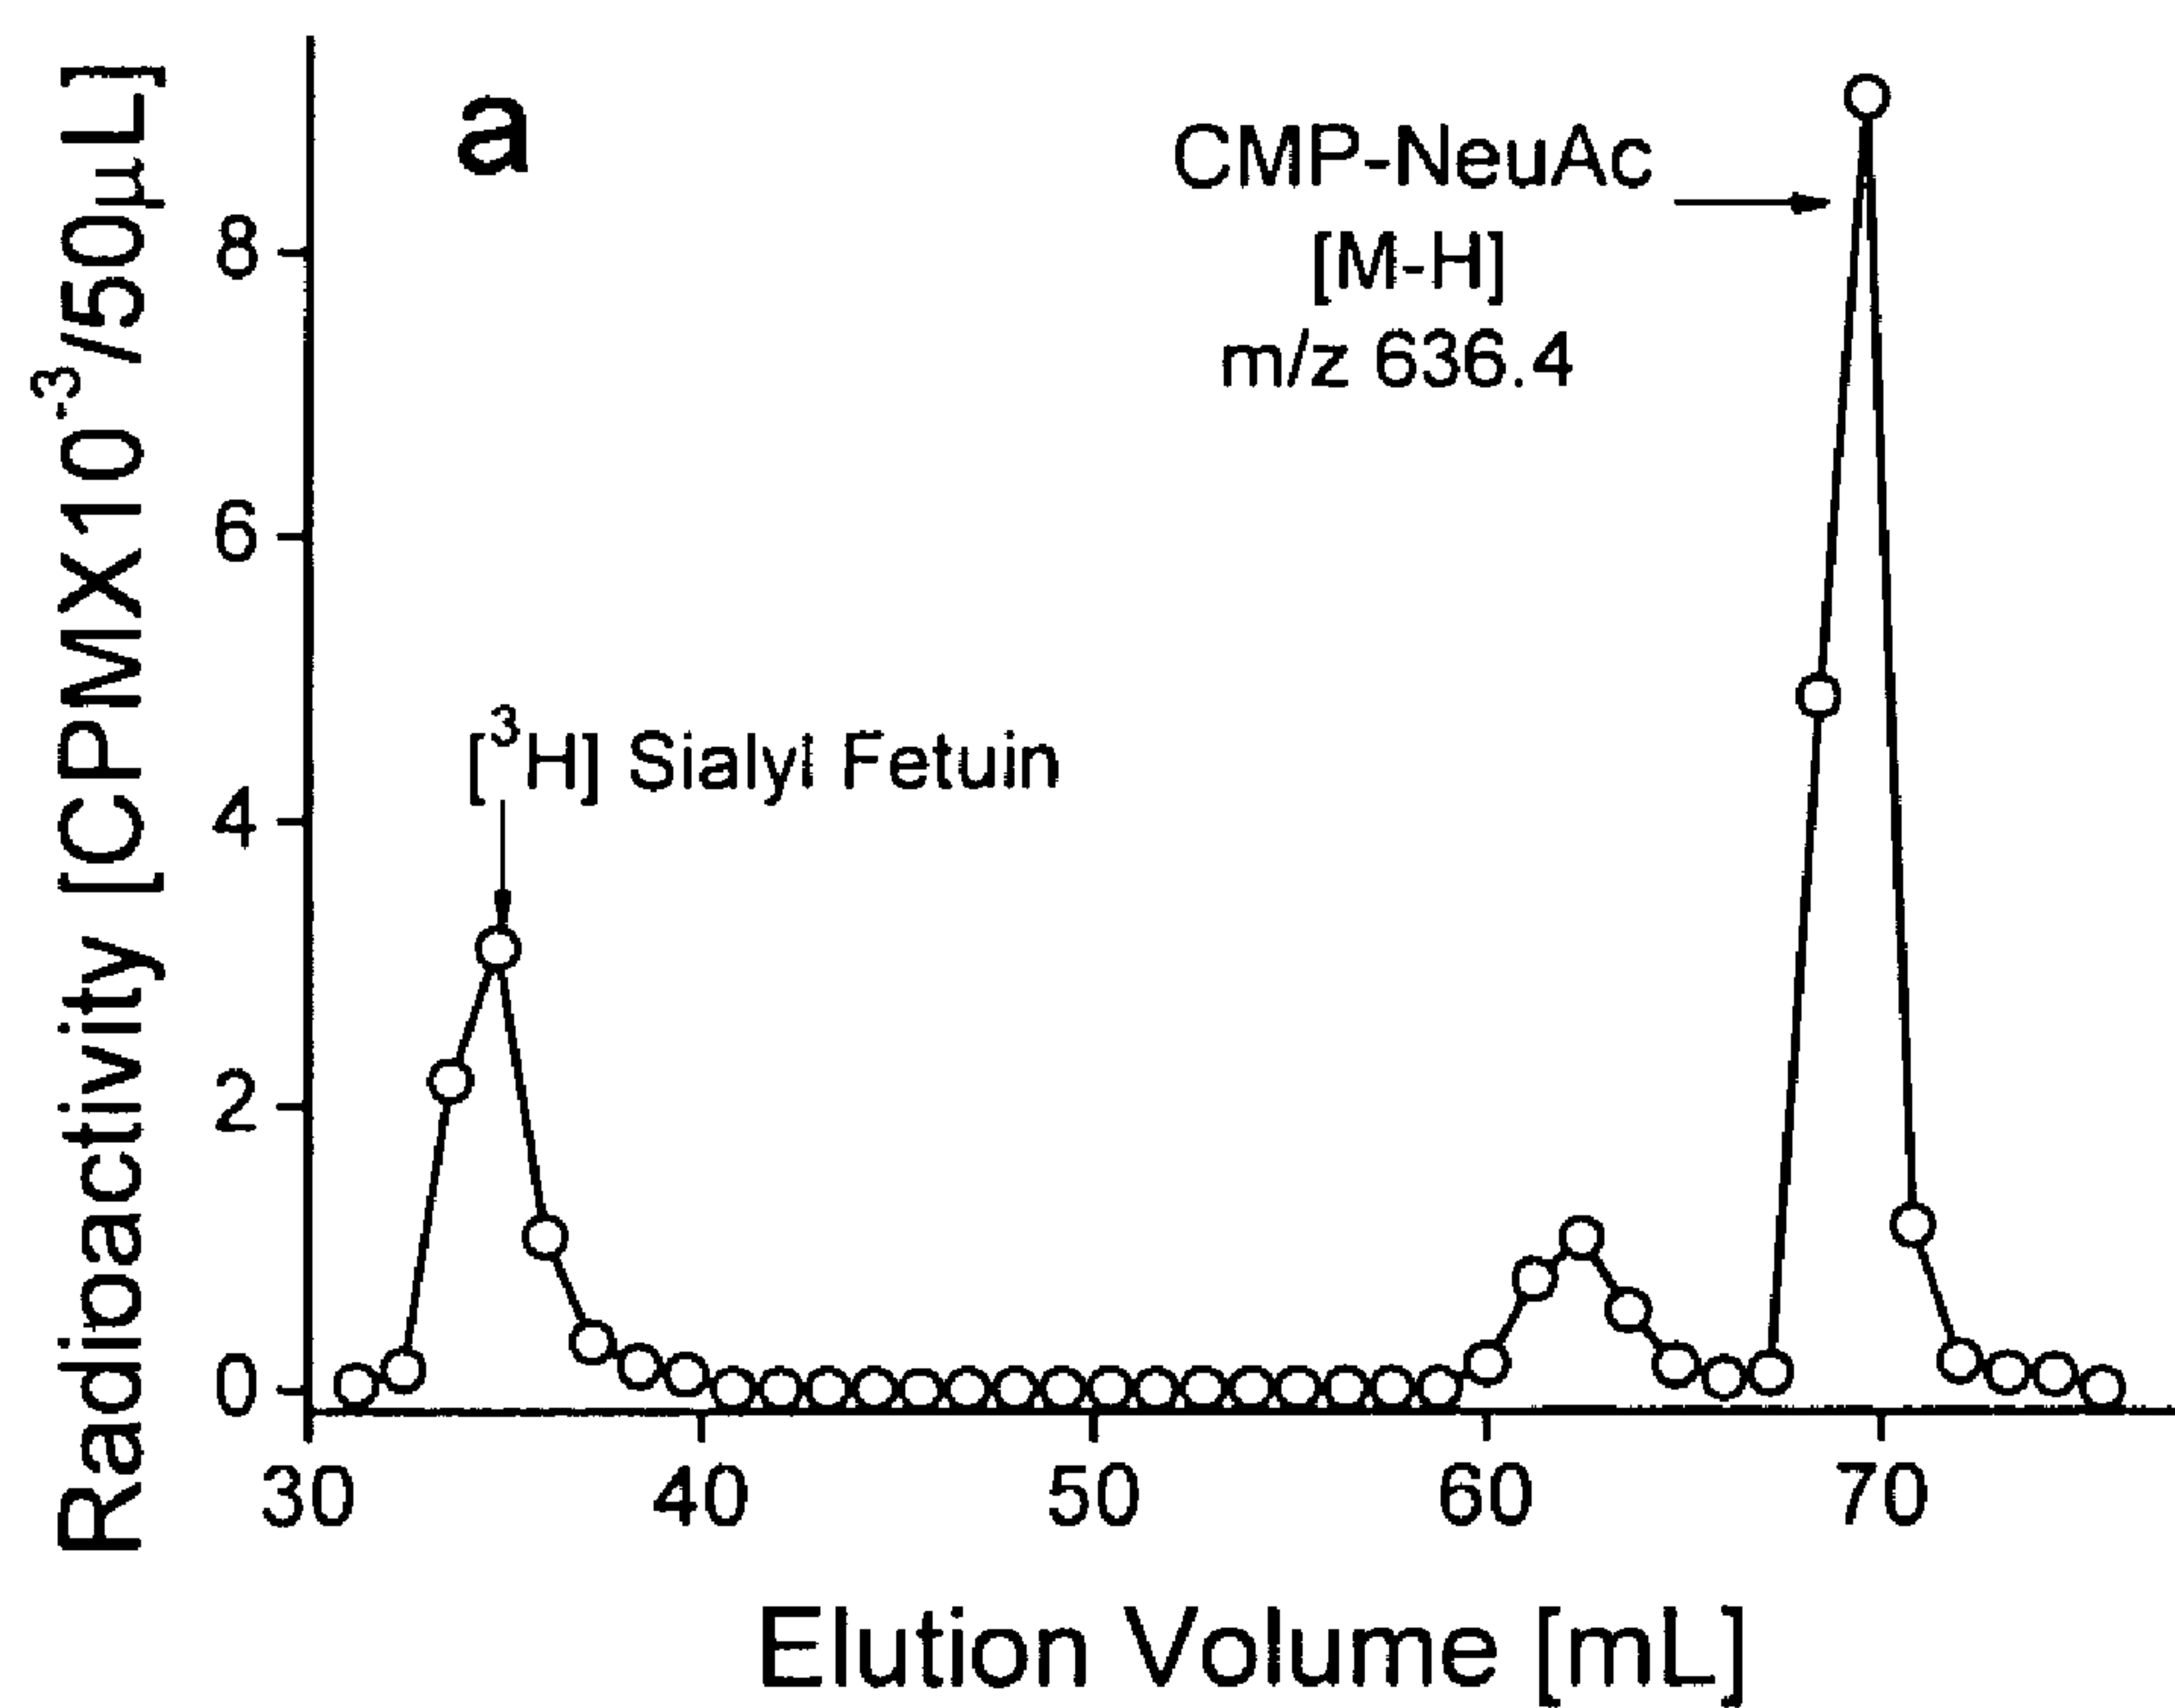 a
CMP-NeuAc
[M-H]
m/z 636.4
[³H] Sialyl Fetuin
Radioactivity [CPMX10⁻³/50µL]
8
6
4
2
0
30 40 50 60 70
Elution Volume [mL]